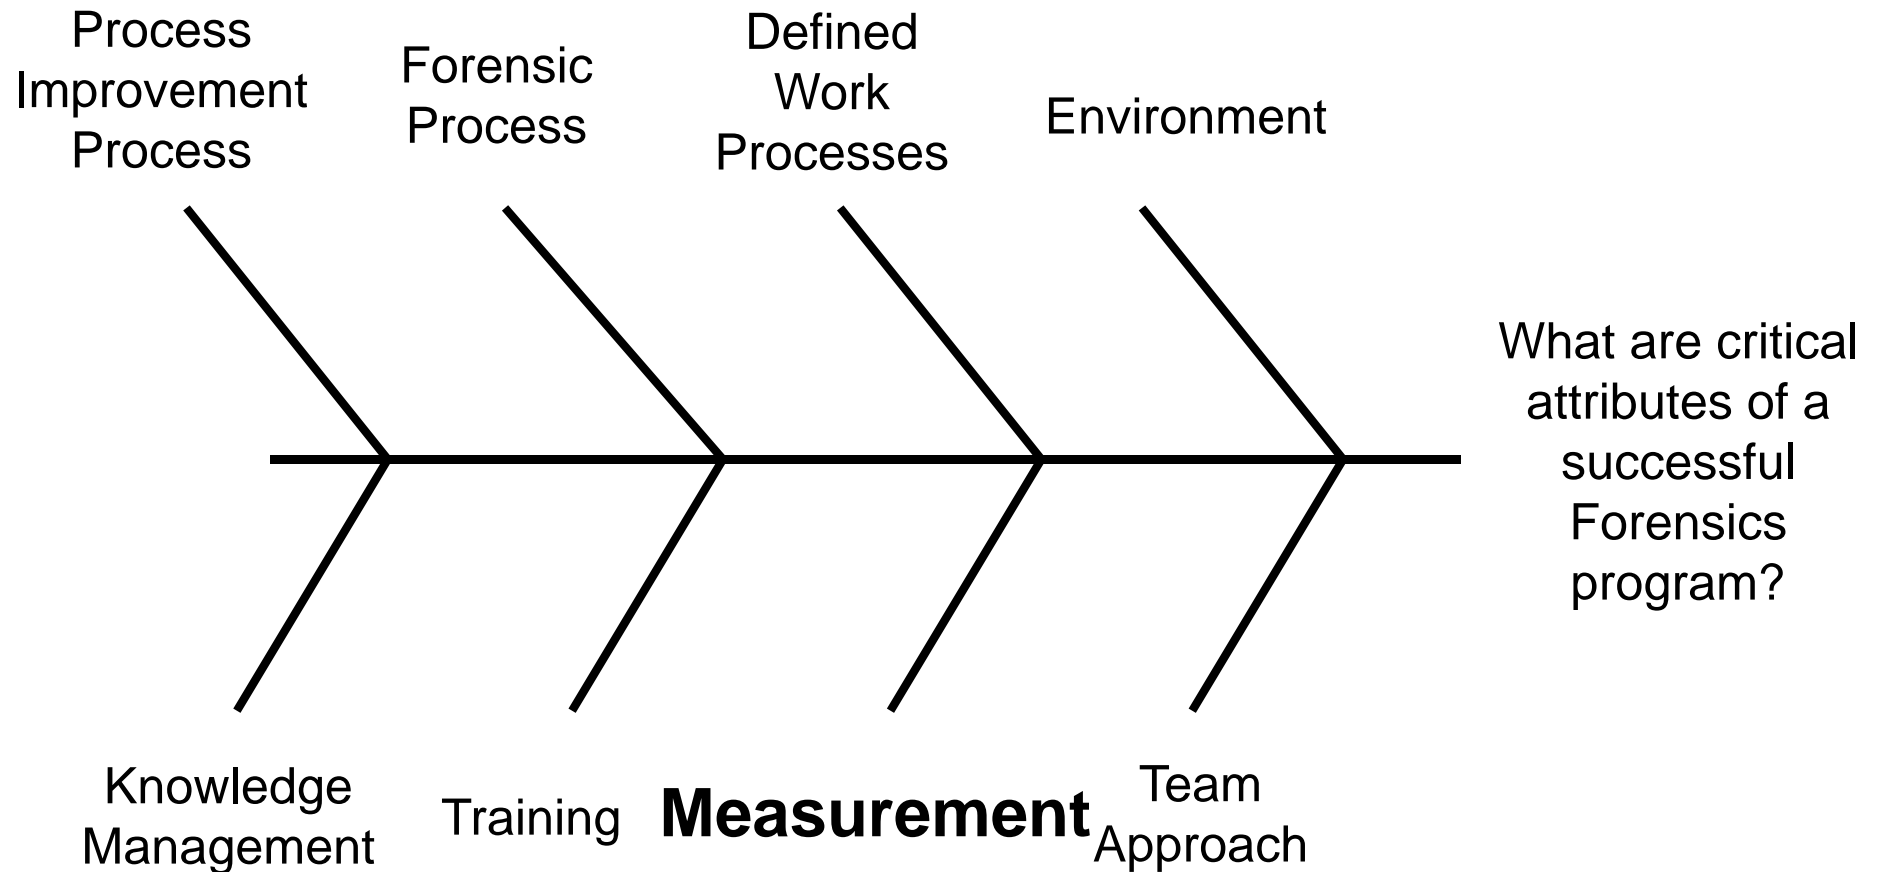 Process
Improvement
Process
Forensic
Process
Defined
Work
Processes
Environment
What are critical
attributes of a
successful
Forensics
program?
Knowledge
Management
Training
Measurement
Team
Approach